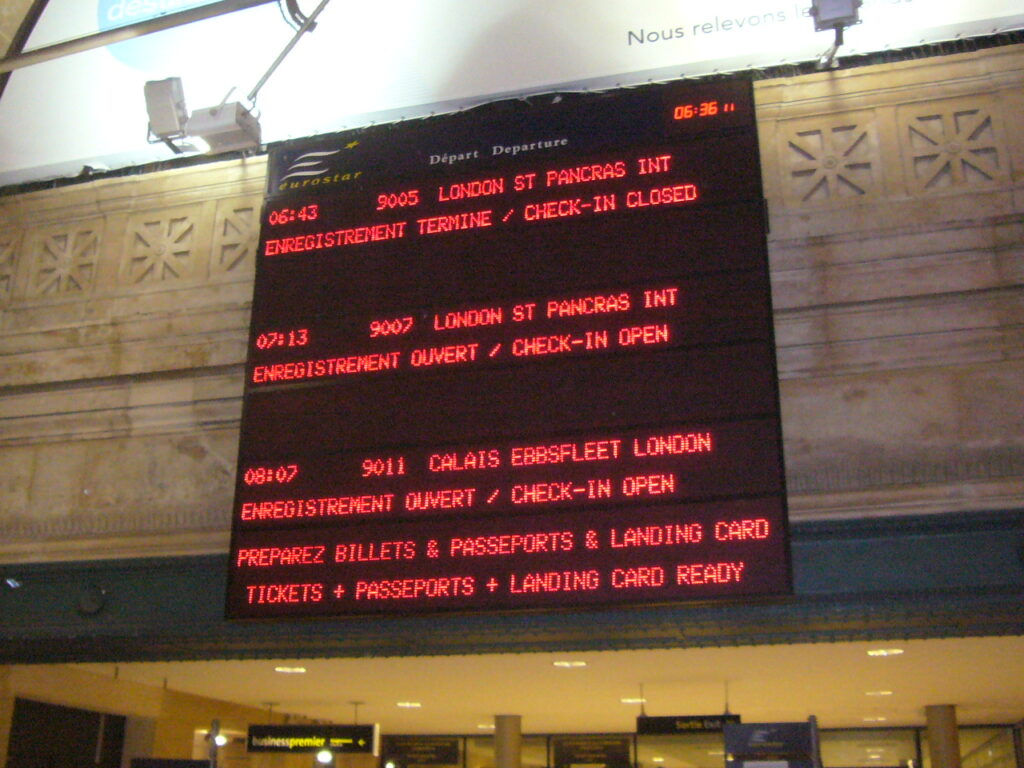 Nous relevons
06:36
eurostar
Départ Departure
06:43 9005 LONDON ST PANCRAS INT
ENREGISTREMENT TERMINE / CHECK-IN CLOSED
07:13 9007 LONDON ST PANCRAS INT
ENREGISTREMENT OUVERT / CHECK-IN OPEN
08:07 9011 CALAIS EBBSFLEET LONDON
ENREGISTREMENT OUVERT / CHECK-IN OPEN
PREPAREZ BILLETS & PASSEPORTS & LANDING CARD
TICKETS + PASSEPORTS + LANDING CARD READY
businesspremier
Sortie Exit